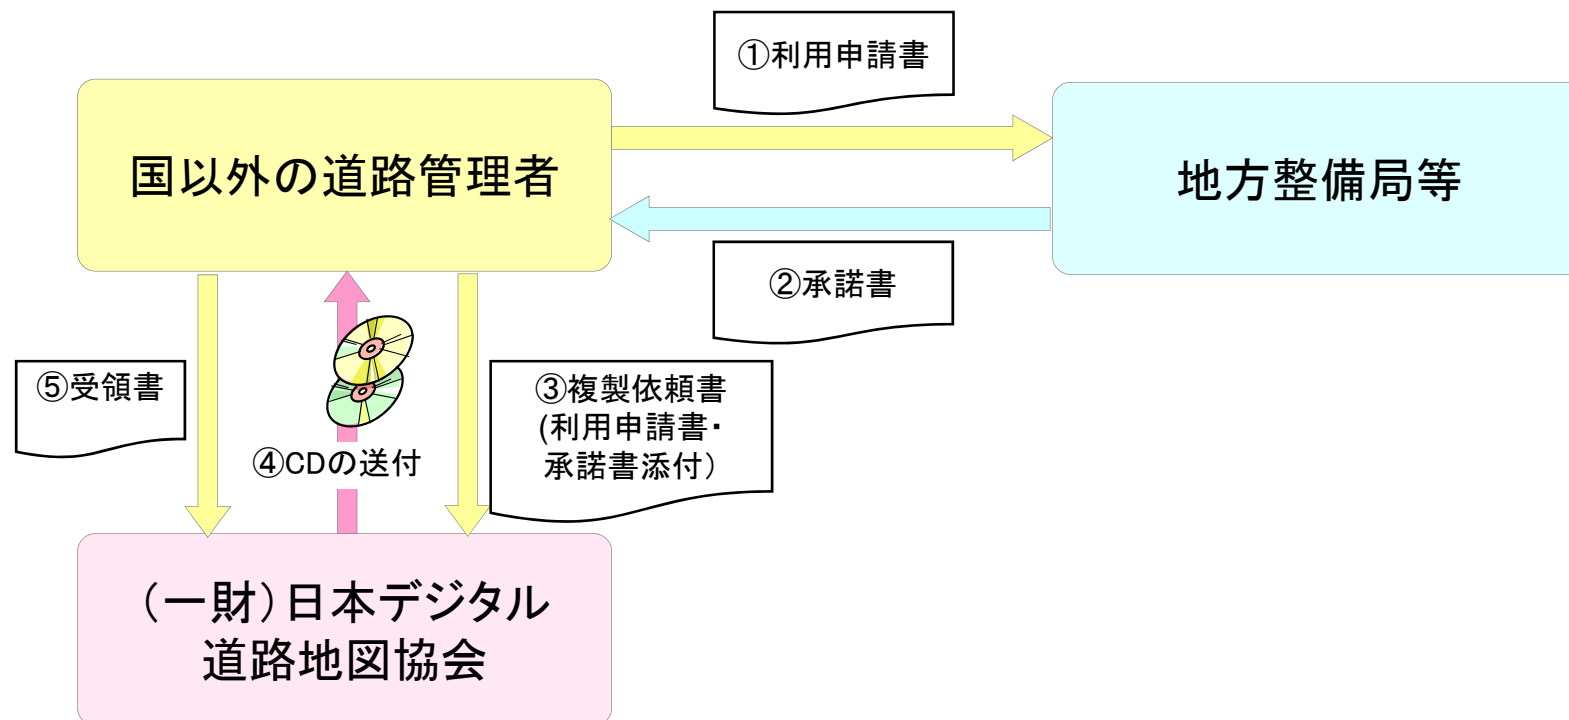 ①利用申請書
国以外の道路管理者
地方整備局等
②承諾書
⑤受領書
③複製依頼書
(利用申請書・
承諾書添付）
④CDの送付
（一財）日本デジタル
道路地図協会